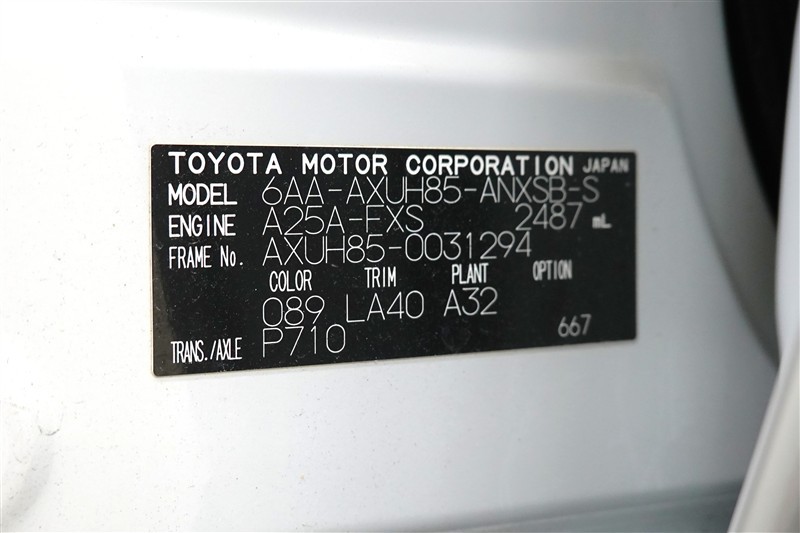 TOYOTA MOTOR CORPORATION JAPAN
MODEL 6AA-AXUH85-ANXSB-S
ENGINE A25A-FXS 2487 mL
FRAME No. AXUH85-0031294
COLOR TRIM PLANT OPTION
089 LA40 A32
TRANS./AXLE P710 667